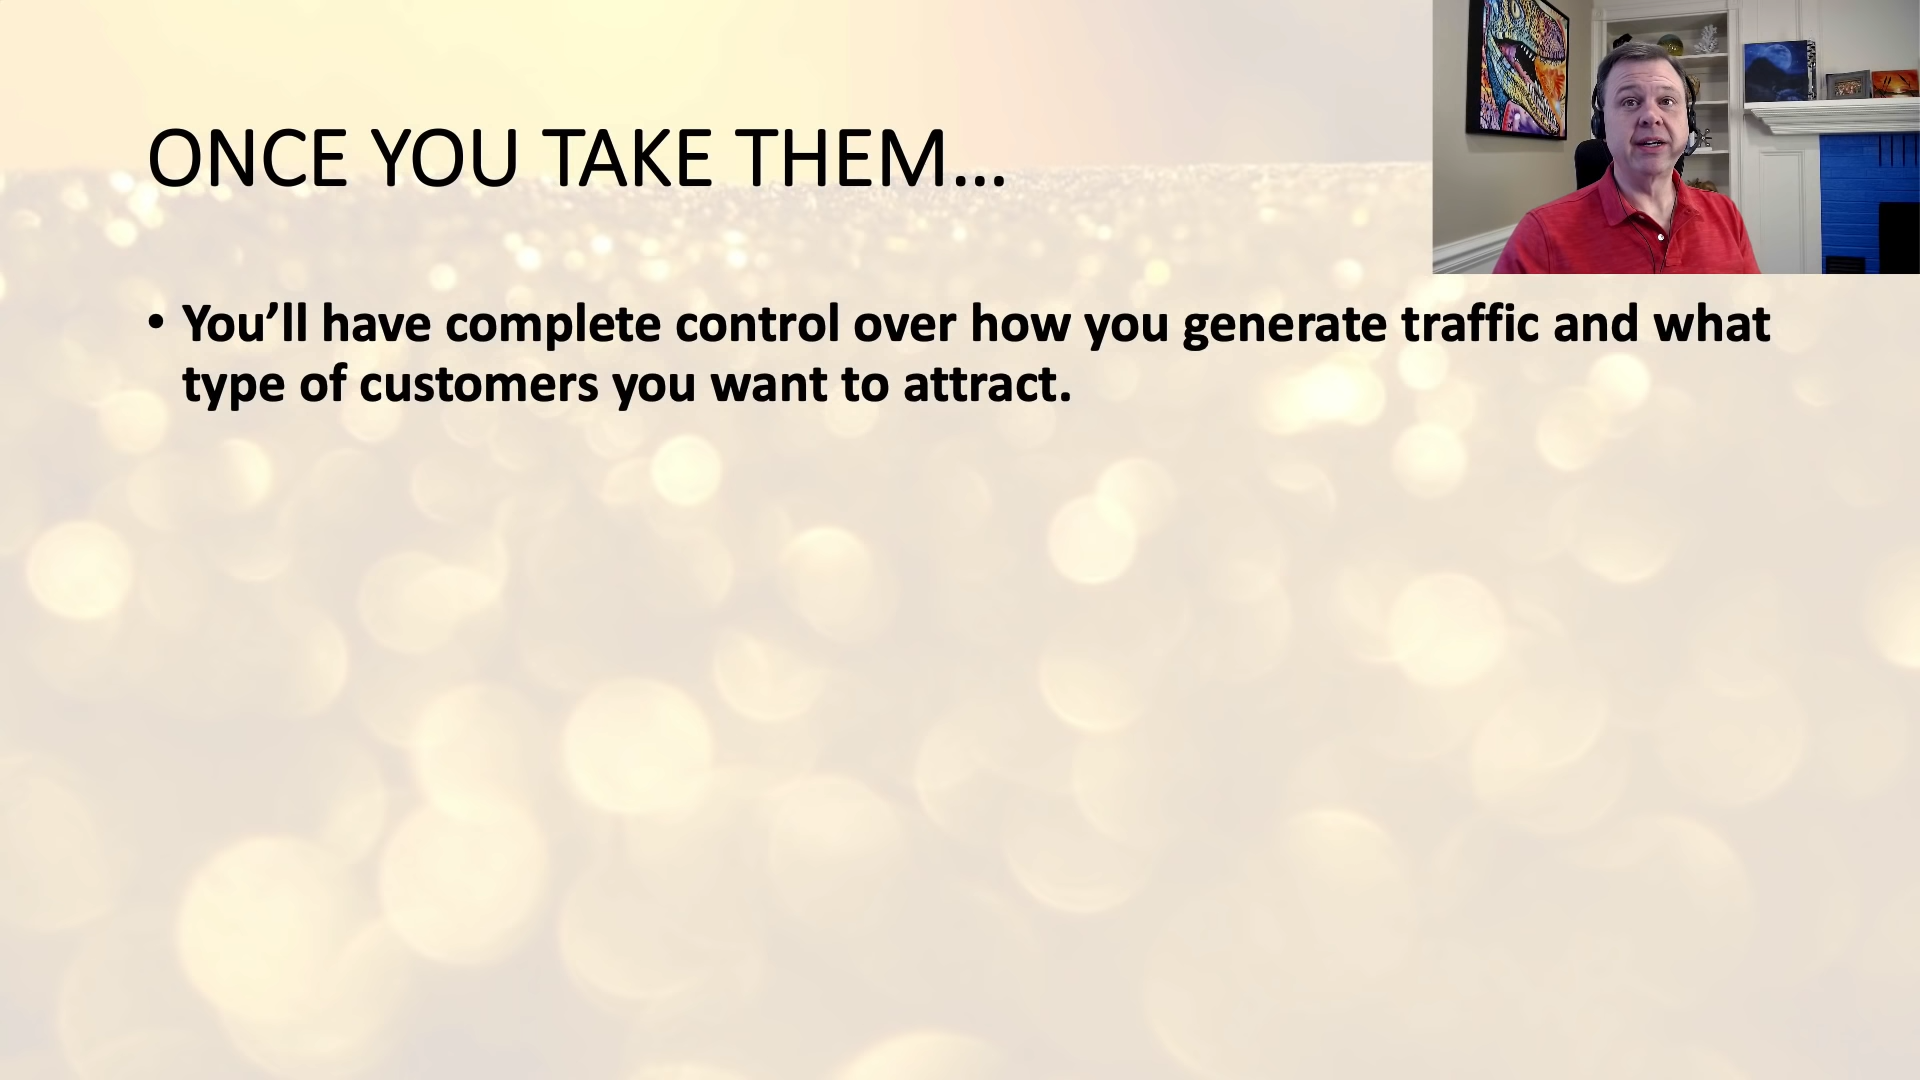 ONCE YOU TAKE THEM...
• You’ll have complete control over how you generate traffic and what
type of customers you want to attract.